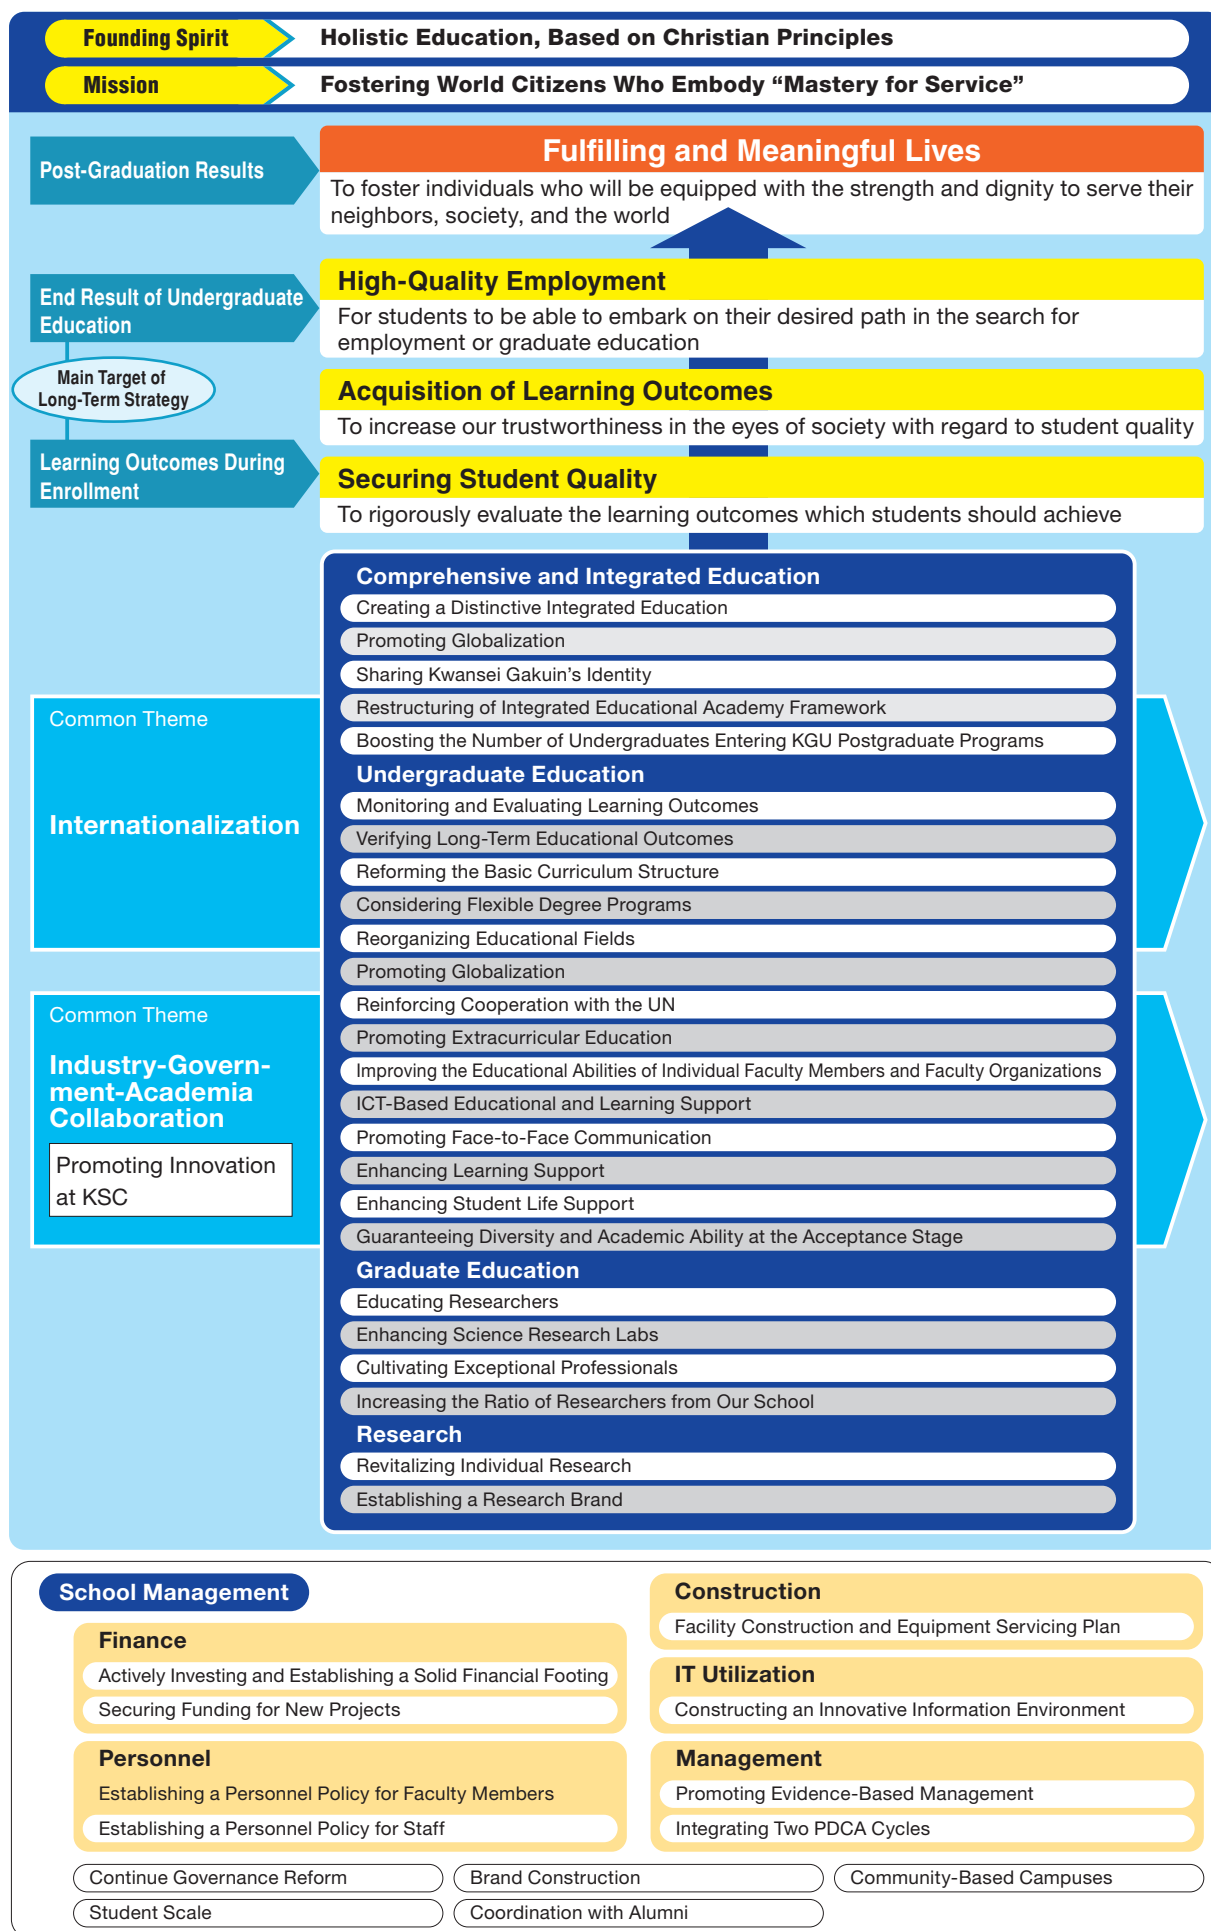 Founding Spirit
Holistic Education, Based on Christian Principles
Mission
Fostering World Citizens Who Embody “Mastery for Service”
Post-Graduation Results
Fulfilling and Meaningful Lives
To foster individuals who will be equipped with the strength and dignity to serve their
neighbors, society, and the world
End Result of Undergraduate
Education
High-Quality Employment
For students to be able to embark on their desired path in the search for
employment or graduate education
Main Target of
Long-Term Strategy
Acquisition of Learning Outcomes
To increase our trustworthiness in the eyes of society with regard to student quality
Learning Outcomes During
Enrollment
Securing Student Quality
To rigorously evaluate the learning outcomes which students should achieve
Common Theme
Internationalization
Common Theme
Industry-Govern-
ment-Academia
Collaboration
Promoting Innovation
at KSC
Comprehensive and Integrated Education
Creating a Distinctive Integrated Education
Promoting Globalization
Sharing Kwansei Gakuin’s Identity
Restructuring of Integrated Educational Academy Framework
Boosting the Number of Undergraduates Entering KGU Postgraduate Programs
Undergraduate Education
Monitoring and Evaluating Learning Outcomes
Verifying Long-Term Educational Outcomes
Reforming the Basic Curriculum Structure
Considering Flexible Degree Programs
Reorganizing Educational Fields
Promoting Globalization
Reinforcing Cooperation with the UN
Promoting Extracurricular Education
Improving the Educational Abilities of Individual Faculty Members and Faculty Organizations
ICT-Based Educational and Learning Support
Promoting Face-to-Face Communication
Enhancing Learning Support
Enhancing Student Life Support
Guaranteeing Diversity and Academic Ability at the Acceptance Stage
Graduate Education
Educating Researchers
Enhancing Science Research Labs
Cultivating Exceptional Professionals
Increasing the Ratio of Researchers from Our School
Research
Revitalizing Individual Research
Establishing a Research Brand
School Management
Finance
Actively Investing and Establishing a Solid Financial Footing
Securing Funding for New Projects
Personnel
Establishing a Personnel Policy for Faculty Members
Establishing a Personnel Policy for Staff
Construction
Facility Construction and Equipment Servicing Plan
IT Utilization
Constructing an Innovative Information Environment
Management
Promoting Evidence-Based Management
Integrating Two PDCA Cycles
Continue Governance Reform
Brand Construction
Community-Based Campuses
Student Scale
Coordination with Alumni